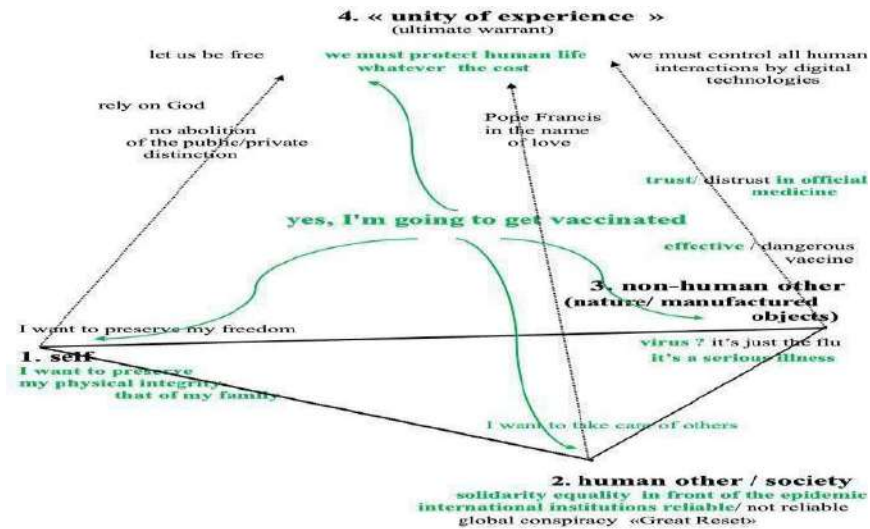 4. « unity of experience »
(ultimate warrant)
let us be free
we must protect human life
whatever the cost
we must control all human
interactions by digital
technologies
rely on God
no abolition
of the public/private
distinction
Pope Francis
in the name
of love
trust/ distrust in official
medicine
yes, I'm going to get vaccinated
effective / dangerous
vaccine
3. non-human other
(nature/ manufactured
objects)
I want to preserve my freedom
virus ? it's just the flu
it's a serious illness
1. self
I want to preserve
my physical integrity
that of my family
I want to take care of others
2. human other / society
solidarity equality in front of the epidemic
international institutions reliable/ not reliable
global conspiracy «Great Reset»